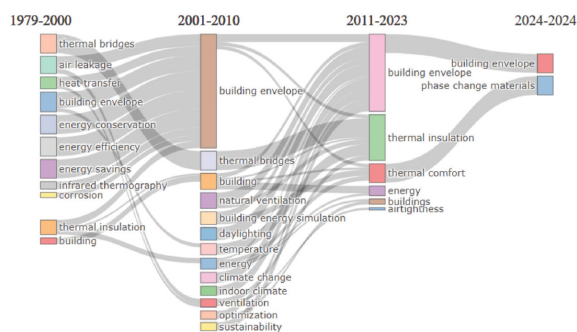 1979-2000
2001-2010
2011-2023
2024-2024
thermal bridges
air leakage
heat transfer
building envelope
energy conservation
energy efficiency
energy savings
infrared thermography
corrosion
thermal insulation
building
building envelope
thermal bridges
building
natural ventilation
building energy simulation
daylighting
temperature
energy
climate change
indoor climate
ventilation
optimization
sustainability
building envelope
thermal insulation
thermal comfort
energy
buildings
airtightness
building envelope
phase change materials